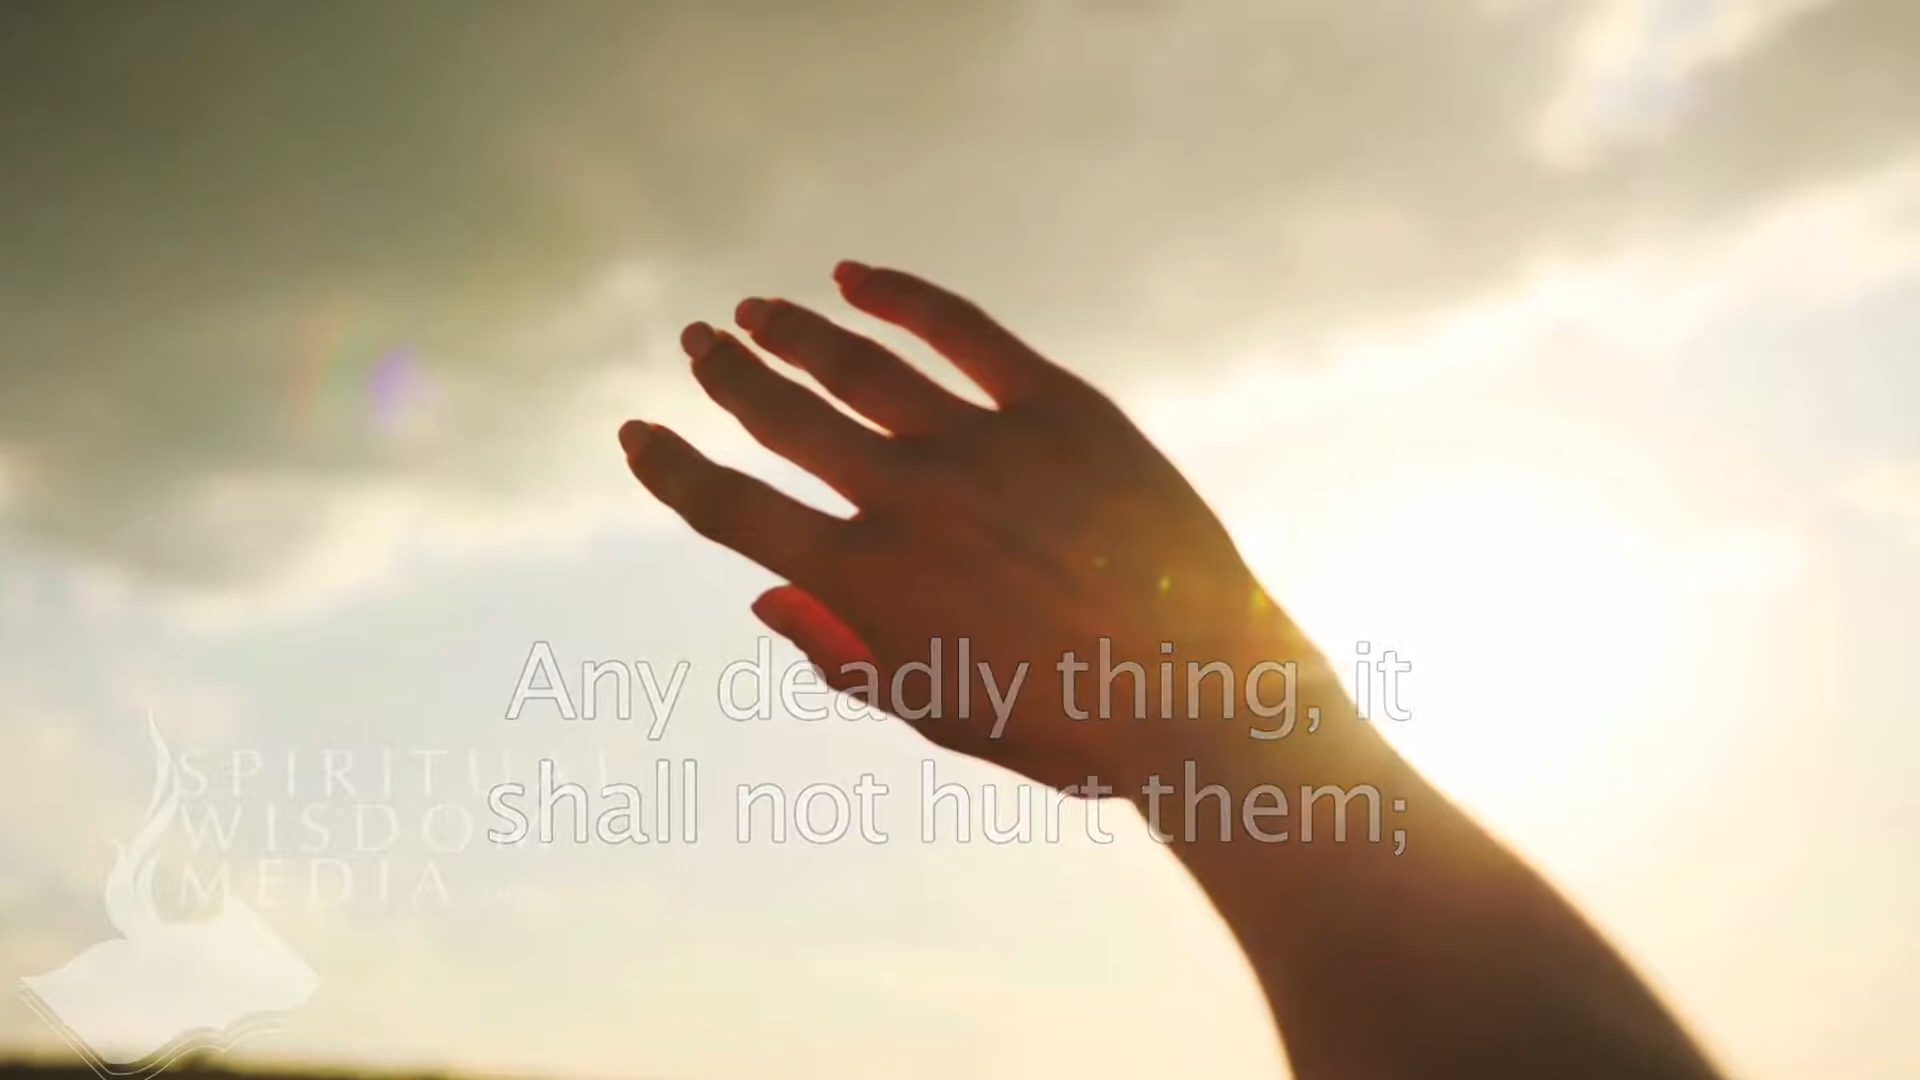 Any deadly thing, it
shall not hurt them;
SPIRITUAL
WISDOM
MEDIA